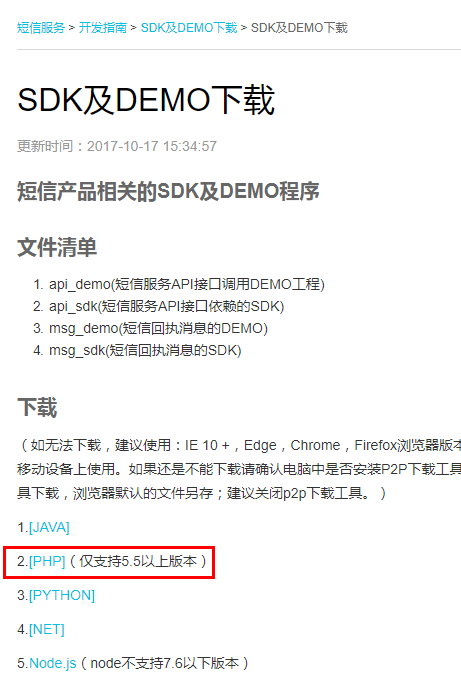 短信服务 > 开发指南 > SDK及DEMO下载 > SDK及DEMO下载
SDK及DEMO下载
更新时间：2017-10-17 15:34:57
短信产品相关的SDK及DEMO程序
文件清单
1. api_demo(短信服务API接口调用DEMO工程)
2. api_sdk(短信服务API接口依赖的SDK)
3. msg_demo(短信回执消息的DEMO)
4. msg_sdk(短信回执消息的SDK)
下载
（如无法下载，建议使用：IE 10 +，Edge，Chrome，Firefox浏览器版本
移动设备上使用。如果还是不能下载请确认电脑中是否安装P2P下载工具
具下载，浏览器默认的文件另存；建议关闭p2p下载工具。）
1.[JAVA]
2.[PHP]（仅支持5.5以上版本）
3.[PYTHON]
4.[NET]
5.Node.js（node不支持7.6以下版本）